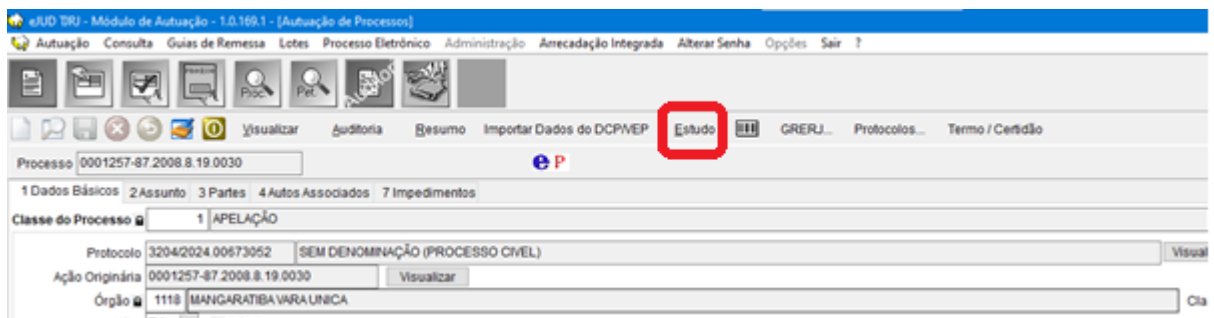 eJUD TJRJ - Módulo de Autuação - 1.0.169.1 - [Autuação de Processos]
Autuação Consulta Guias de Remessa Lotes Processo Eletrônico Administração Arrecadação Integrada Alterar Senha Opções Sair ?
Proc. Pet.
Visualizar Auditoria Resumo Importar Dados do DCP/VEP Estudo GRERJ... Protocolos... Termo / Certidão
Processo 0001257-87.2008.8.19.0030 e P
1 Dados Básicos 2 Assunto 3 Partes 4 Autos Associados 7 Impedimentos
Classe do Processo 1 APELAÇÃO
Protocolo 3204/2024.00673052 SEM DENOMINAÇÃO (PROCESSO CIVEL) Visual
Ação Originária 0001257-87.2008.8.19.0030 Visualizar
Órgão 1118 MANGARATIBA VARA UNICA Cla